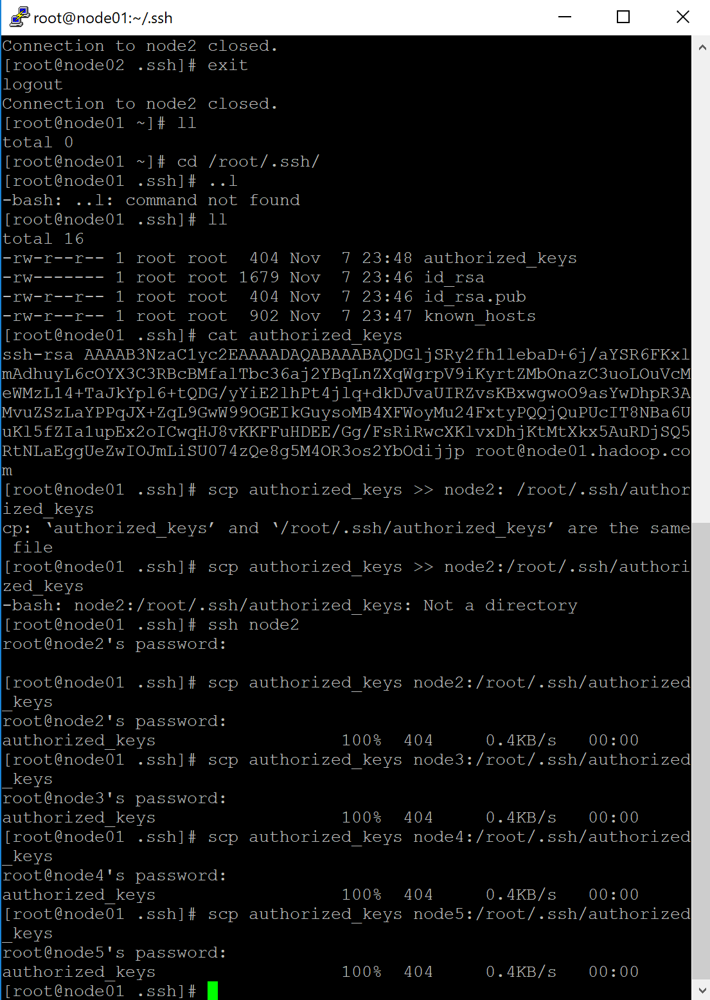 root@node01:~/.ssh
Connection to node2 closed.
[root@node02 .ssh]# exit
logout
Connection to node2 closed.
[root@node01 ~]# ll
total 0
[root@node01 ~]# cd /root/.ssh/
[root@node01 .ssh]# ..l
-bash: ..l: command not found
[root@node01 .ssh]# ll
total 16
-rw-r--r-- 1 root root  404 Nov  7 23:48 authorized_keys
-rw------- 1 root root 1679 Nov  7 23:46 id_rsa
-rw-r--r-- 1 root root  404 Nov  7 23:46 id_rsa.pub
-rw-r--r-- 1 root root  902 Nov  7 23:47 known_hosts
[root@node01 .ssh]# cat authorized_keys
ssh-rsa AAAAB3NzaC1yc2EAAAADAQABAAABAQDGljSRy2fh1lebaD+6j/aYSR6FKxl
mAdhuyL6cOYX3C3RBcBMfalTbc36aj2YBqLnZXqWgrpV9iKyrtZMbOnazC3uoLOuVcM
eWMzL14+TaJkYpl6+tQDG/yYiE2lhPt4jlq+dkDJvaUIRZvsKBxwgwoO9asYwDhpR3A
MvuZSzLaYPPqJX+ZqL9GwW99OGEIkGuysoMB4XFWoyMu24FxtyPQQjQuPUcIT8NBa6U
uKl5fZIa1upEx2oICwqHJ8vKKFFuHDEE/Gg/FsRiRwcXKlvxDhjKtMtXkx5AuRDjSQ5
RtNLaEggUeZwIOJmLiSU074zQe8g5M4OR3os2YbOdijjp root@node01.hadoop.co
m
[root@node01 .ssh]# scp authorized_keys >> node2: /root/.ssh/author
ized_keys
cp: ‘authorized_keys’ and ‘/root/.ssh/authorized_keys’ are the same
 file
[root@node01 .ssh]# scp authorized_keys >> node2:/root/.ssh/authori
zed_keys
-bash: node2:/root/.ssh/authorized_keys: Not a directory
[root@node01 .ssh]# ssh node2
root@node2's password:
[root@node01 .ssh]# scp authorized_keys node2:/root/.ssh/authorized
_keys
root@node2's password:
authorized_keys                  100%  404     0.4KB/s   00:00
[root@node01 .ssh]# scp authorized_keys node3:/root/.ssh/authorized
_keys
root@node3's password:
authorized_keys                  100%  404     0.4KB/s   00:00
[root@node01 .ssh]# scp authorized_keys node4:/root/.ssh/authorized
_keys
root@node4's password:
authorized_keys                  100%  404     0.4KB/s   00:00
[root@node01 .ssh]# scp authorized_keys node5:/root/.ssh/authorized
_keys
root@node5's password:
authorized_keys                  100%  404     0.4KB/s   00:00
[root@node01 .ssh]#